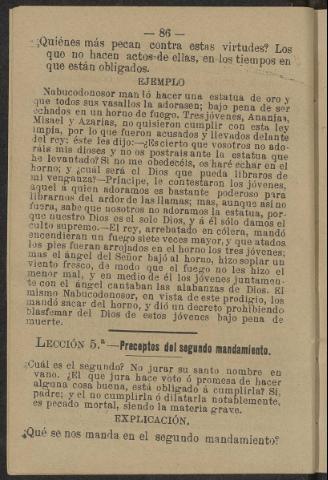 — 86 —
¿Quiénes más pecan contra estas virtudes? Los
que no hacen actos de ellas, en los tiempos en
que están obligados.
EJEMPLO
Nabucodonosor mandó hacer una estatua de oro y
que todos sus vasallos la adorasen; bajo pena de ser
echados en un horno de fuego. Tres jóvenes, Ananías,
Misael y Azarías, no quisieron cumplir con esta ley
impía, por lo que fueron acusados y llevados delante
del rey; éste les dijo:—¿Es cierto que vosotros no ado-
ráis mis dioses y no os postráis ante la estatua que
he levantado? Si no me obedecéis, os haré echar en el
horno; y ¿cuál será el Dios que pueda libraros de
mi venganza?—Príncipe, le contestaron los jóvenes,
aquel á quien adoramos es bastante poderoso para
librarnos del ardor de las llamas; mas, aunque así no
fuera, sabe que nosotros no adoramos la estatua, por-
que nuestro Dios es el solo Dios, y á él sólo damos el
culto supremo.—El rey, arrebatado en cólera, mandó
encendieran un fuego siete veces mayor, y que atados
los pies fueran arrojados en el horno los tres jóvenes;
mas el ángel del Señor bajó al horno, hizo soplar un
viento fresco, de modo que el fuego no les hizo el
menor mal, y en medio de él los jóvenes juntamen-
te con el ángel cantaban las alabanzas de Dios. El
mismo Nabucodonosor, en vista de este prodigio, los
mandó sacar del horno, y dió un decreto prohibiendo
blasfemar del Dios de estos jóvenes bajo pena de
muerte.
LECCIÓN 5.ª—Preceptos del segundo mandamiento.
¿Cuál es el segundo? No jurar su santo nombre en
vano. ¿El que jura hace voto ó promesa de hacer
alguna cosa buena, está obligado á cumplirla? Sí,
padre; y el no cumplirla ó dilatarla notablemente,
es pecado mortal, siendo la materia grave.
EXPLICACIÓN.
¿Qué se nos manda en el segundo mandamiento?